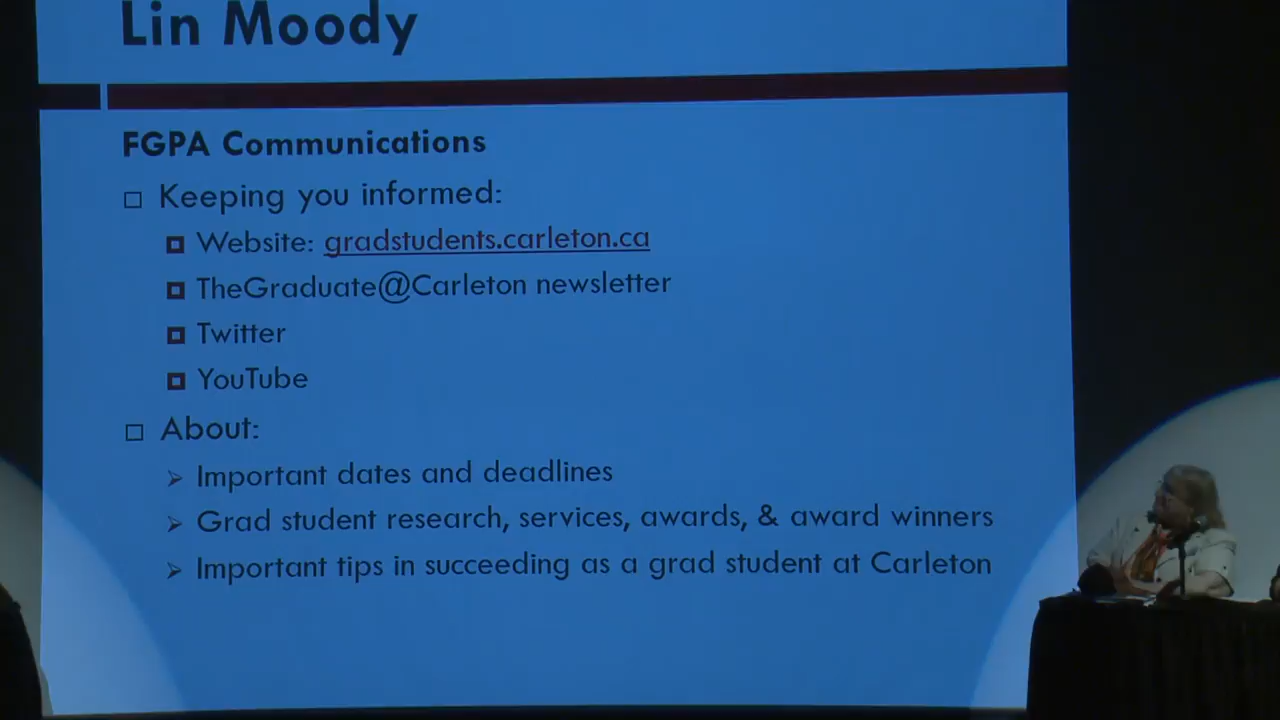 Lin Moody
FGPA Communications
Keeping you informed:
Website: gradstudents.carleton.ca
TheGraduate@Carleton newsletter
Twitter
YouTube
About:
Important dates and deadlines
Grad student research, services, awards, & award winners
Important tips in succeeding as a grad student at Carleton